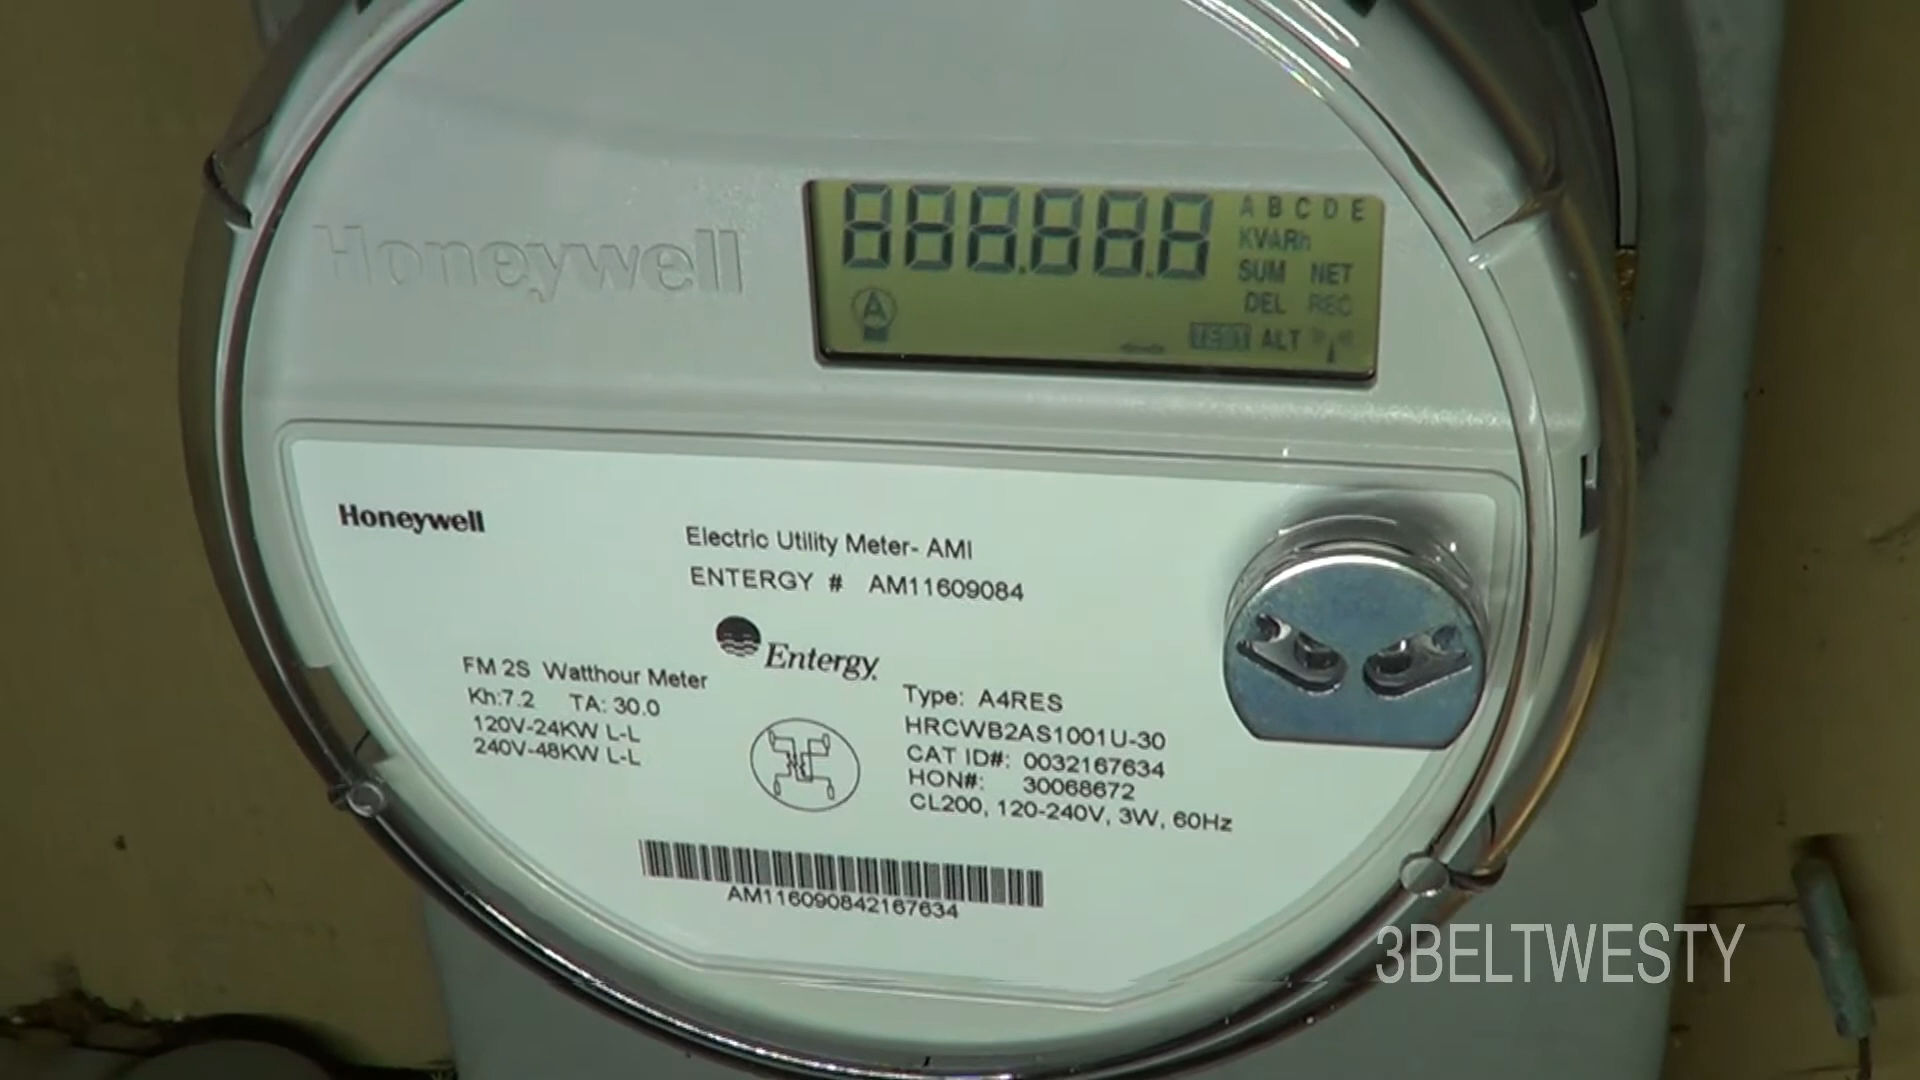 Honeywell
888888
A B C D E
KVARh
SUM NET
DEL REC
A
TEST ALT
Honeywell
Electric Utility Meter- AMI
ENTERGY # AM11609084
Entergy
FM 2S Watthour Meter
Kh:7.2 TA: 30.0
120V-24KW L-L
240V-48KW L-L
Type: A4RES
HRCWB2AS1001U-30
CAT ID#: 0032167634
HON#: 30068672
CL200, 120-240V, 3W, 60Hz
AM116090842167634
3BELTWESTY